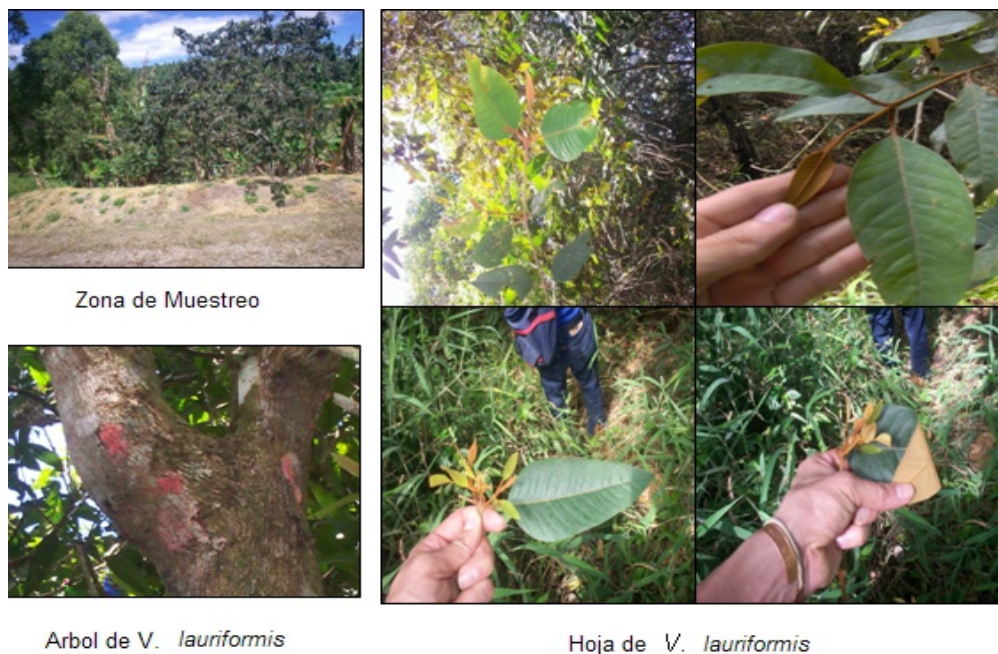 Zona de Muestreo
Arbol de V. lauriformis
Hoja de V. lauriformis